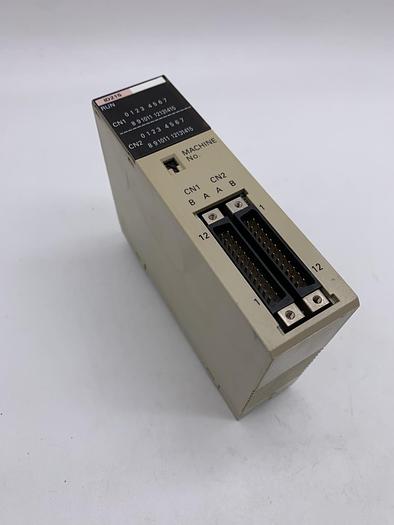 ID215
RUN
0 1 2 3 4 5 6 7
CN1 8 9 10 11 12 13 14 15
0 1 2 3 4 5 6 7
CN2 8 9 10 11 12 13 14 15
MACHINE
No.
CN1 CN2
B A A B
12 1
1 12